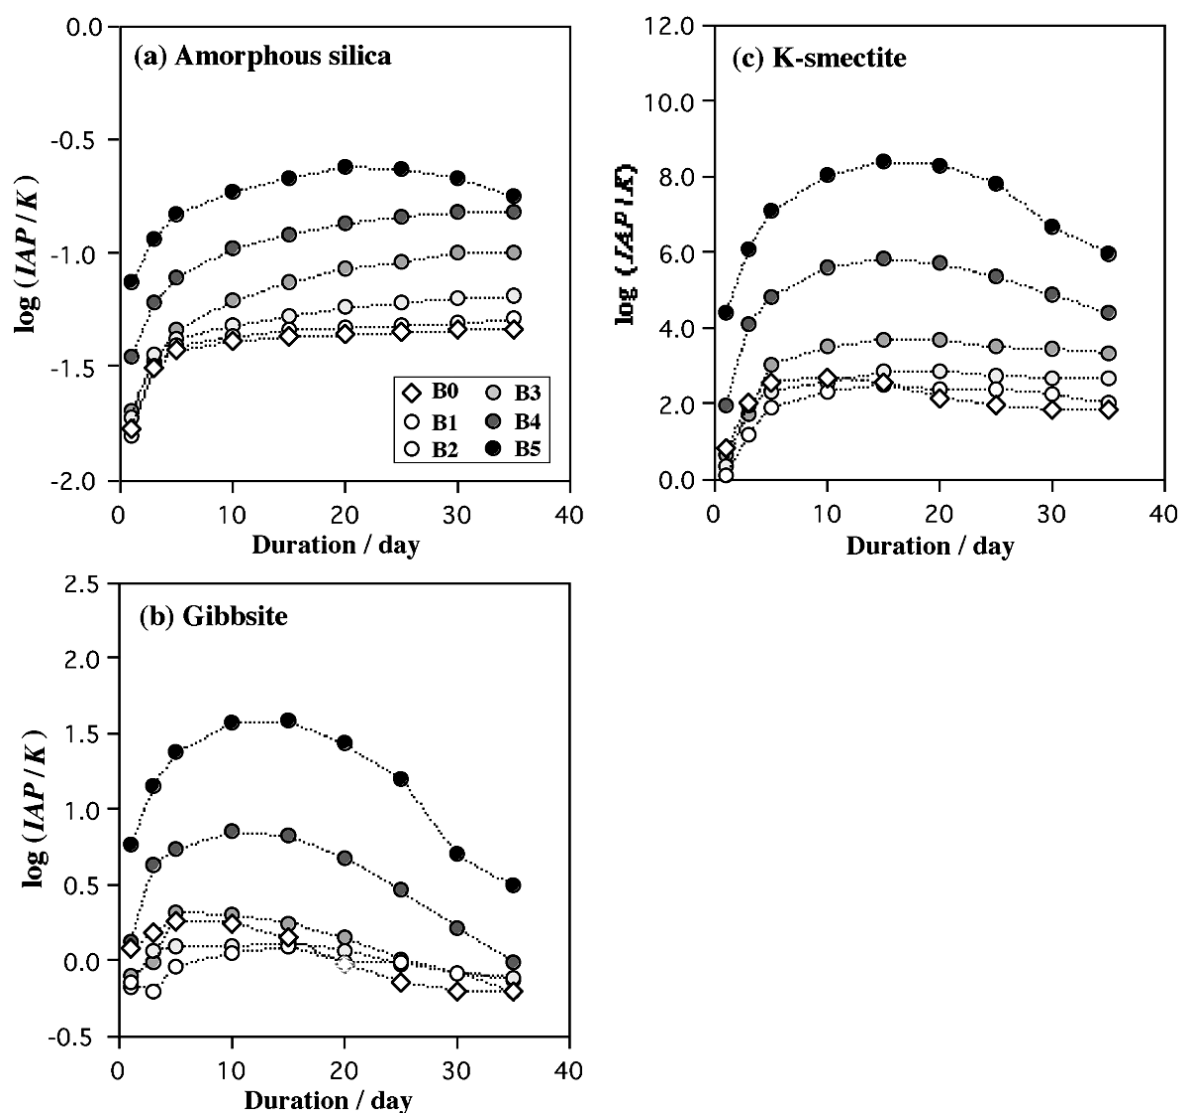 (a) Amorphous silica
0.0
-0.5
-1.0
-1.5
-2.0
log (IAP / K)
B0
B1
B2
B3
B4
B5
0 10 20 30 40
Duration / day
(c) K-smectite
12.0
10.0
8.0
6.0
4.0
2.0
0.0
log (IAP / K)
0 10 20 30 40
Duration / day
(b) Gibbsite
2.5
2.0
1.5
1.0
0.5
0.0
-0.5
log (IAP / K)
0 10 20 30 40
Duration / day